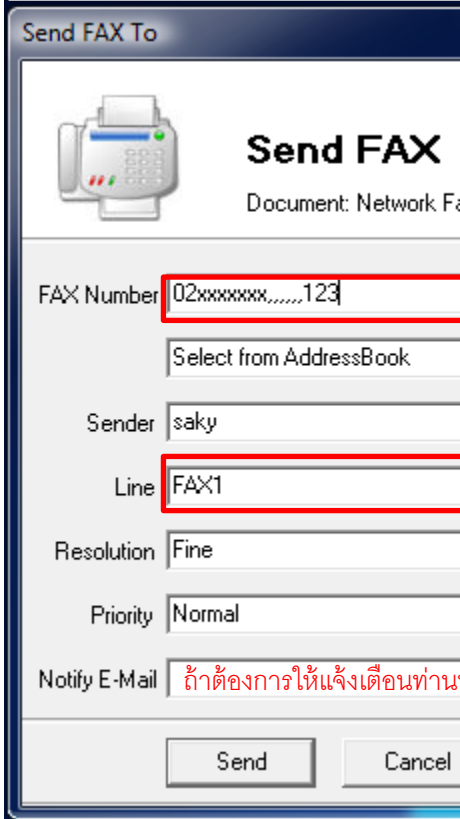 Send FAX To
Send FAX
Document: Network Fa
FAX Number 02xxxxxxx,,,,,,123
Select from AddressBook
Sender saky
Line FAX1
Resolution Fine
Priority Normal
Notify E-Mail ถ้าต้องการให้แจ้งเตือนท่าน
Send Cancel